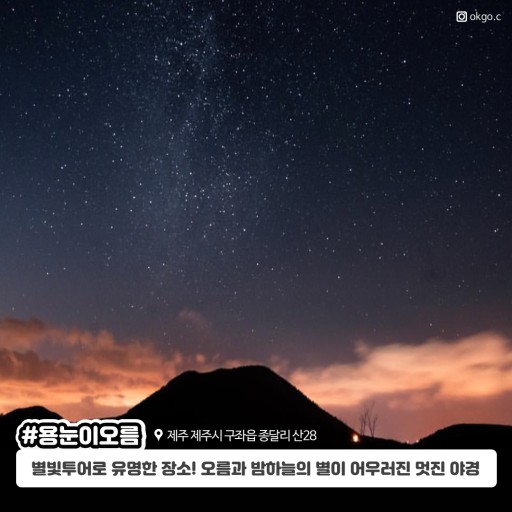 okgo.c
#용눈이오름
제주 제주시 구좌읍 종달리 산28
별빛투어로 유명한 장소! 오름과 밤하늘의 별이 어우러진 멋진 야경